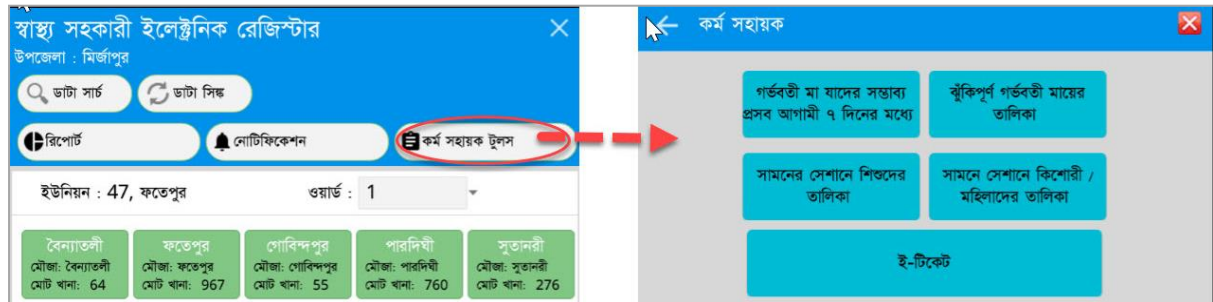 স্বাস্থ্য সহকারী ইলেক্ট্রনিক রেজিস্টার
উপজেলা : মির্জাপুর
ডাটা সার্চ ডাটা সিঙ্ক
রিপোর্ট নোটিফিকেশন কর্ম সহায়ক টুলস
ইউনিয়ন : 47, ফতেপুর ওয়ার্ড : 1
বৈন্যাতলী ফতেপুর গোবিন্দপুর পারদিঘী সুতানরী
মৌজা: বৈন্যাতলী মৌজা: ফতেপুর মৌজা: গোবিন্দপুর মৌজা: পারদিঘী মৌজা: সুতানরী
মোট খানা: 64 মোট খানা: 967 মোট খানা: 55 মোট খানা: 760 মোট খানা: 276
কর্ম সহায়ক
গর্ভবতী মা যাদের সম্ভাব্য
প্রসব আগামী ৭ দিনের মধ্যে
ঝুঁকিপূর্ণ গর্ভবতী মায়ের
তালিকা
সামনের সেশানে শিশুদের
তালিকা
সামনে সেশানে কিশোরী /
মহিলাদের তালিকা
ই-টিকেট